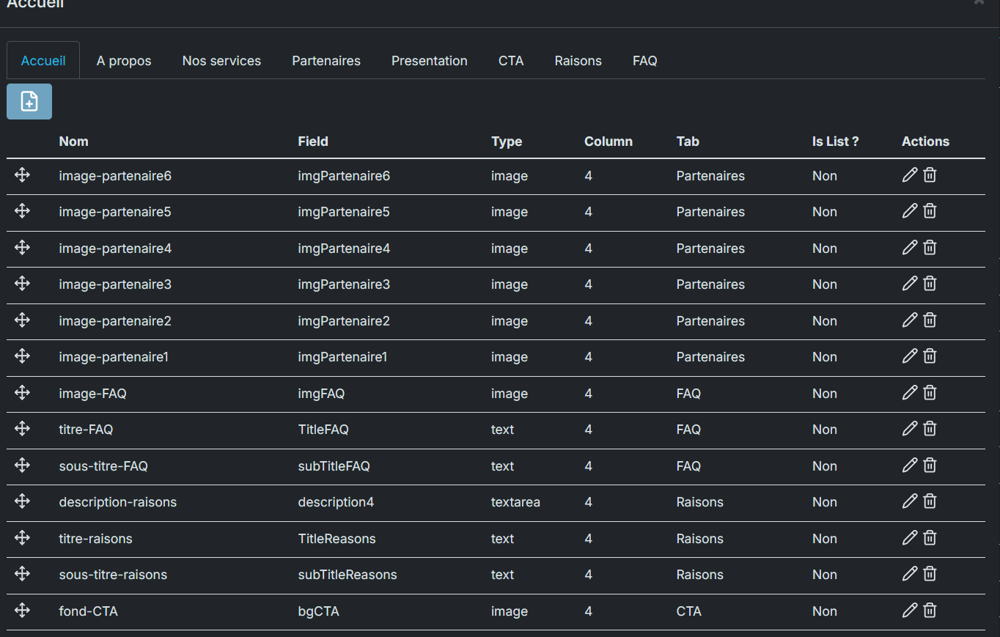 Accueil
Accueil A propos Nos services Partenaires Presentation CTA Raisons FAQ
Nom Field Type Column Tab Is List ? Actions
image-partenaire6 imgPartenaire6 image 4 Partenaires Non
image-partenaire5 imgPartenaire5 image 4 Partenaires Non
image-partenaire4 imgPartenaire4 image 4 Partenaires Non
image-partenaire3 imgPartenaire3 image 4 Partenaires Non
image-partenaire2 imgPartenaire2 image 4 Partenaires Non
image-partenaire1 imgPartenaire1 image 4 Partenaires Non
image-FAQ imgFAQ image 4 FAQ Non
titre-FAQ TitleFAQ text 4 FAQ Non
sous-titre-FAQ subTitleFAQ text 4 FAQ Non
description-raisons description4 textarea 4 Raisons Non
titre-raisons TitleReasons text 4 Raisons Non
sous-titre-raisons subTitleReasons text 4 Raisons Non
fond-CTA bgCTA image 4 CTA Non